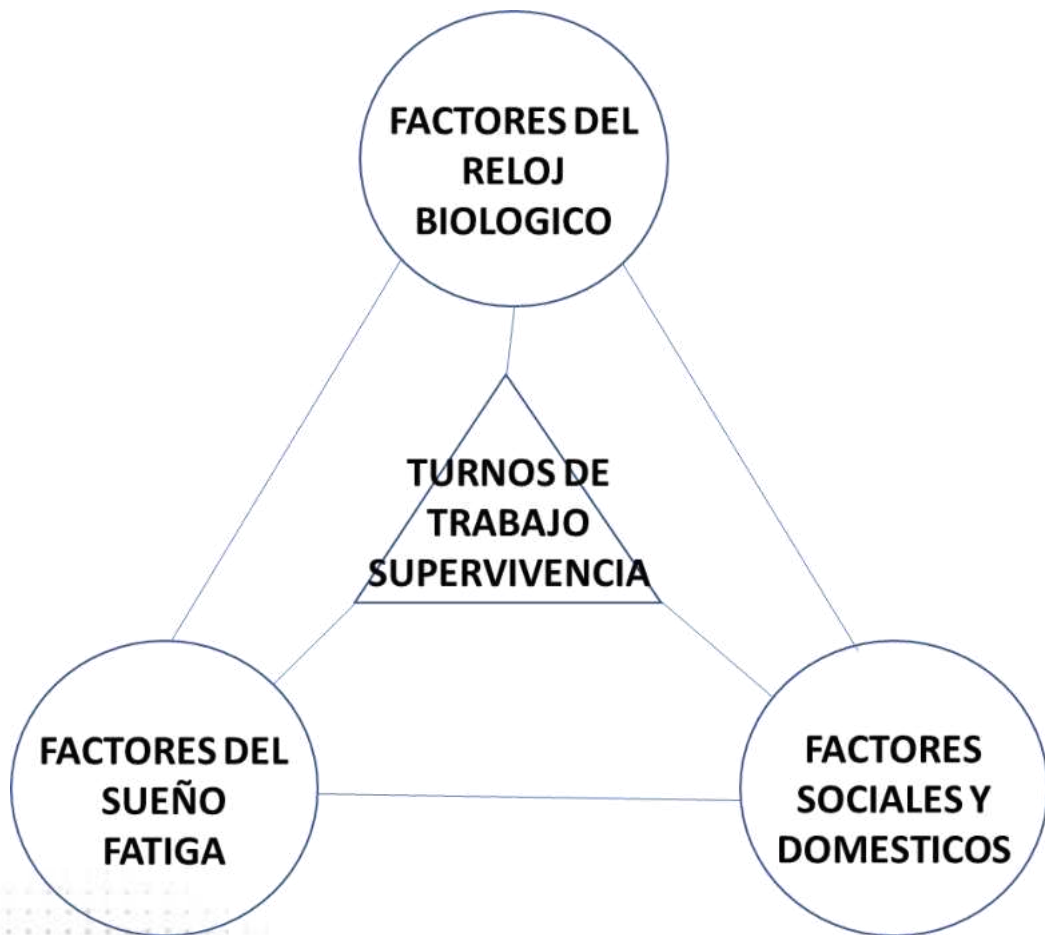 FACTORES DEL
RELOJ
BIOLOGICO
TURNOS DE
TRABAJO
SUPERVIVENCIA
FACTORES DEL
SUEÑO
FATIGA
FACTORES
SOCIALES Y
DOMESTICOS